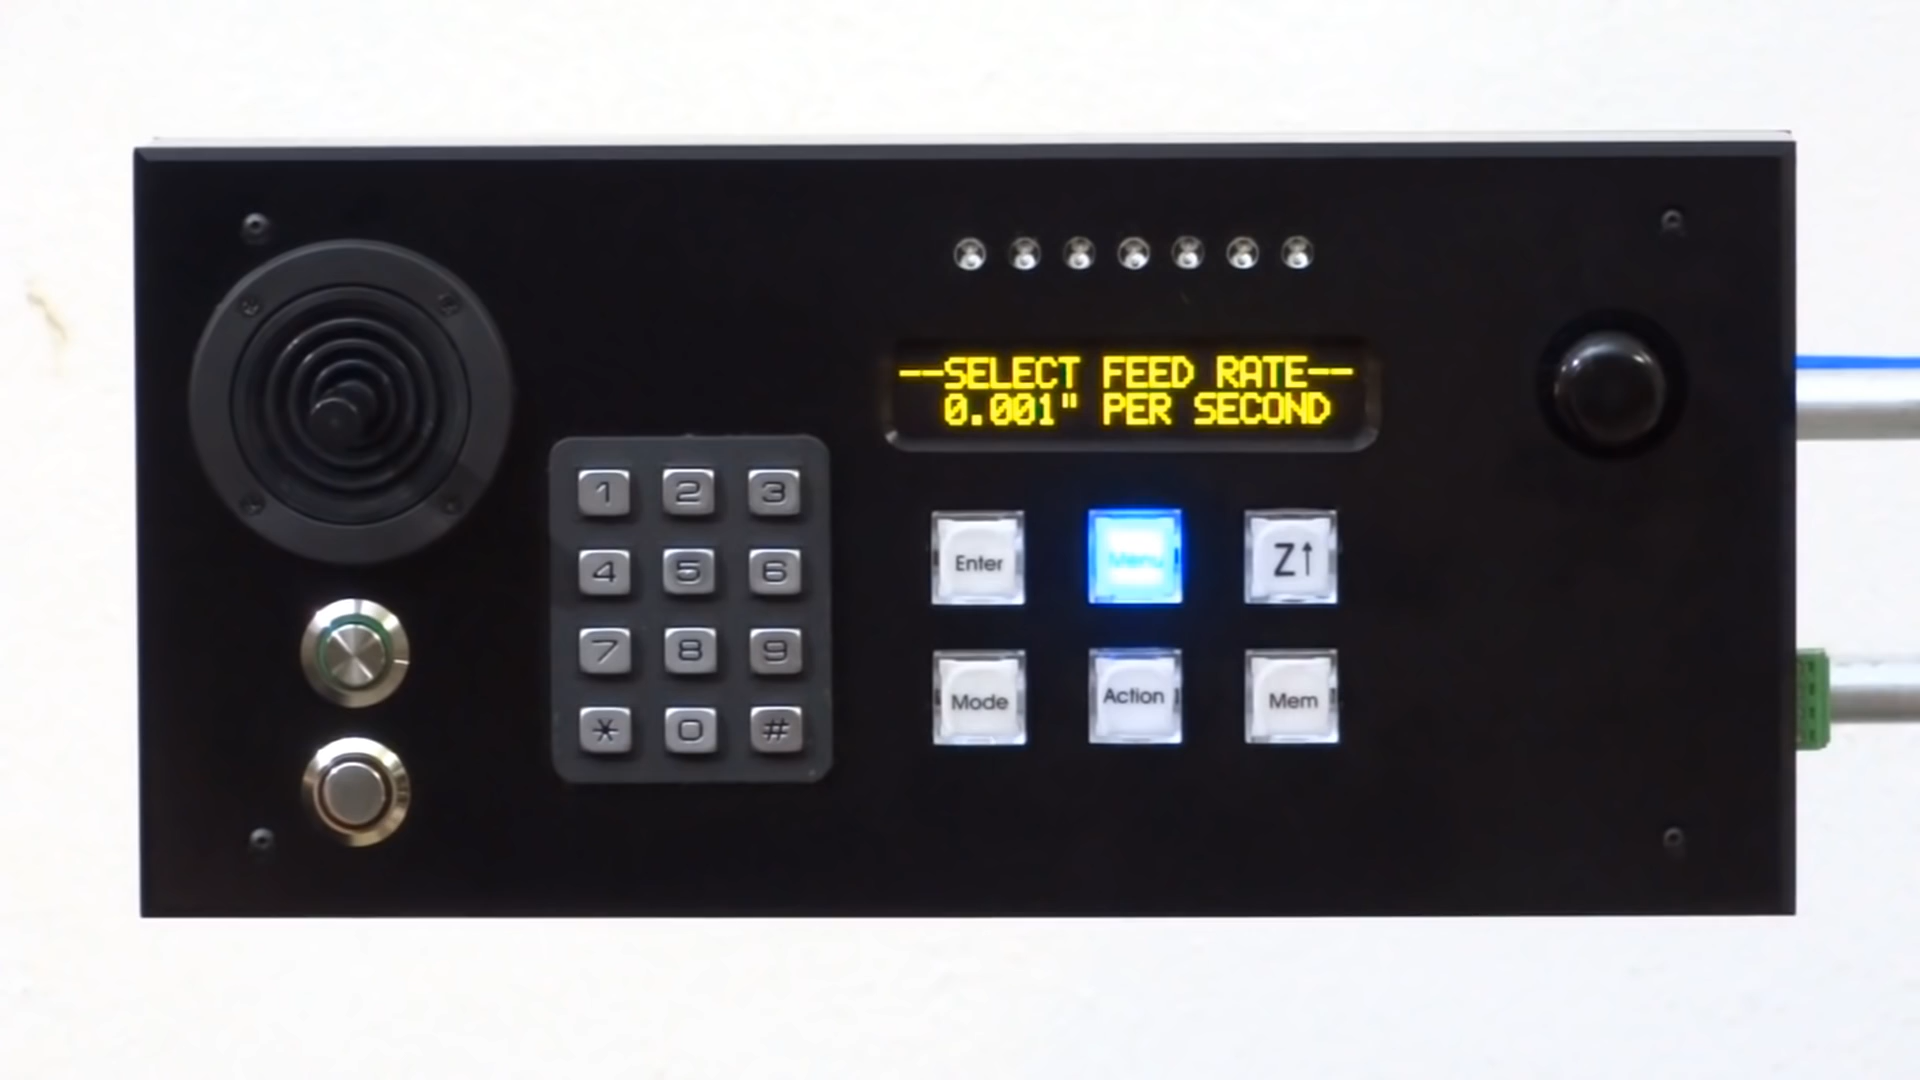 --SELECT FEED RATE--
0.001" PER SECOND
1 2 3
4 5 6
7 8 9
* 0 #
Enter Menu Z↑
Mode Action Mem